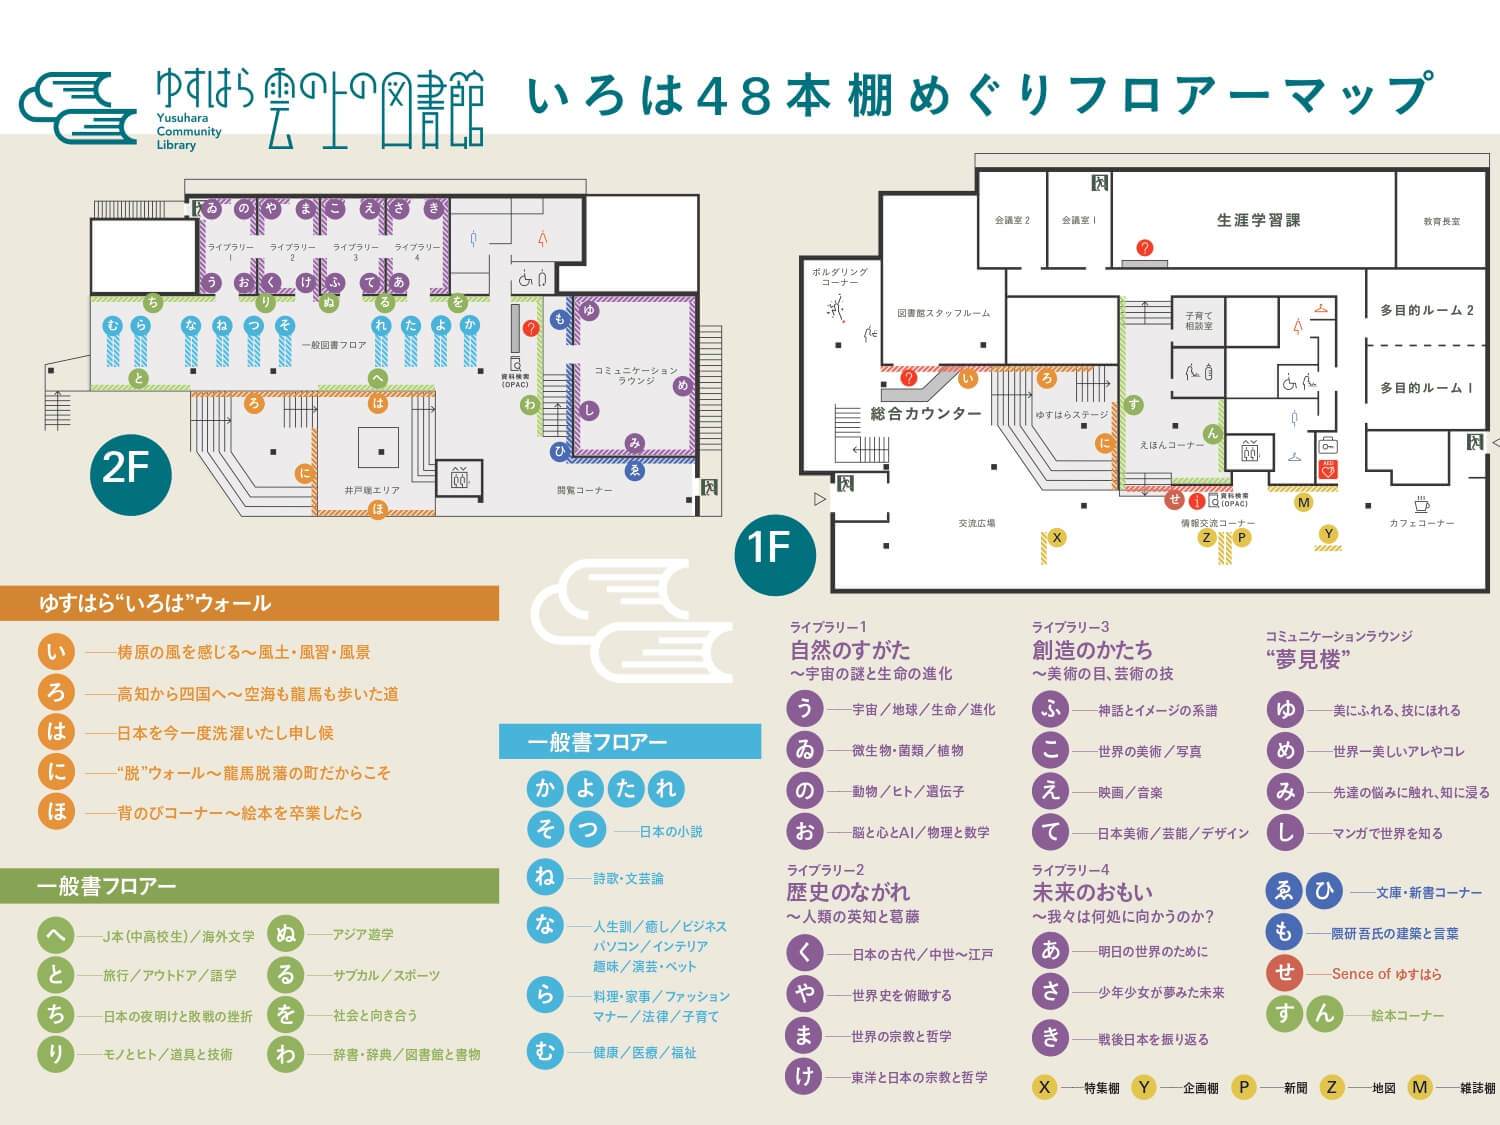 ゆすはら雲の上の図書館
Yusuhara
Community
Library
いろは48本棚めぐりフロアーマップ
2F
ゐ
の
や
ま
こ
え
さ
き
ライブラリー
1
ライブラリー
2
ライブラリー
3
ライブラリー
4
う
お
く
け
ふ
て
あ
ち
り
ぬ
る
を
む
ら
な
ね
つ
そ
れ
た
よ
か
一般図書フロア
?
資料検索
(OPAC)
と
へ
わ
も
ゆ
コミュニケーション
ラウンジ
め
し
み
ひ
ゑ
ろ
は
に
井戸端エリア
ほ
閲覧コーナー
1F
会議室2
会議室1
生涯学習課
教育長室
?
ボルダリング
コーナー
図書館スタッフルーム
子育て
相談室
多目的ルーム2
多目的ルーム1
?
い
ろ
総合カウンター
ゆすはらステージ
に
す
えほんコーナー
ん
AED
せ
i
資料検索
(OPAC)
M
交流広場
情報交流コーナー
カフェコーナー
X
Z
P
Y
ゆすはら“いろは”ウォール
い 梼原の風を感じる〜風土・風習・風景
ろ 高知から四国へ〜空海も龍馬も歩いた道
は 日本を今一度洗濯いたし申し候
に “脱”ウォール〜龍馬脱藩の町だからこそ
ほ 背のびコーナー〜絵本を卒業したら
一般書フロアー
へ J本(中高校生)／海外文学
と 旅行／アウトドア／語学
ち 日本の夜明けと敗戦の挫折
り モノとヒト／道具と技術
ぬ アジア遊学
る サブカル／スポーツ
を 社会と向き合う
わ 辞書・辞典／図書館と書物
一般書フロアー
か よ た れ
そ つ 日本の小説
ね 詩歌・文芸論
な 人生訓／癒し／ビジネス
パソコン／インテリア
趣味／演芸・ペット
ら 料理・家事／ファッション
マナー／法律／子育て
む 健康／医療／福祉
ライブラリー1
自然のすがた
〜宇宙の謎と生命の進化
う 宇宙／地球／生命／進化
ゐ 微生物・菌類／植物
の 動物／ヒト／遺伝子
お 脳と心とAI／物理と数学
ライブラリー2
歴史のながれ
〜人類の英知と葛藤
く 日本の古代／中世〜江戸
や 世界史を俯瞰する
ま 世界の宗教と哲学
け 東洋と日本の宗教と哲学
ライブラリー3
創造のかたち
〜美術の目、芸術の技
ふ 神話とイメージの系譜
こ 世界の美術／写真
え 映画／音楽
て 日本美術／芸能／デザイン
ライブラリー4
未来のおもい
〜我々は何処に向かうのか?
あ 明日の世界のために
さ 少年少女が夢みた未来
き 戦後日本を振り返る
コミュニケーションラウンジ
“夢見楼”
ゆ 美にふれる、技にほれる
め 世界一美しいアレやコレ
み 先達の悩みに触れ、知に浸る
し マンガで世界を知る
ゑ ひ 文庫・新書コーナー
も 隈研吾氏の建築と言葉
せ Sence of ゆすはら
す ん 絵本コーナー
X 特集棚 Y 企画棚 P 新聞 Z 地図 M 雑誌棚